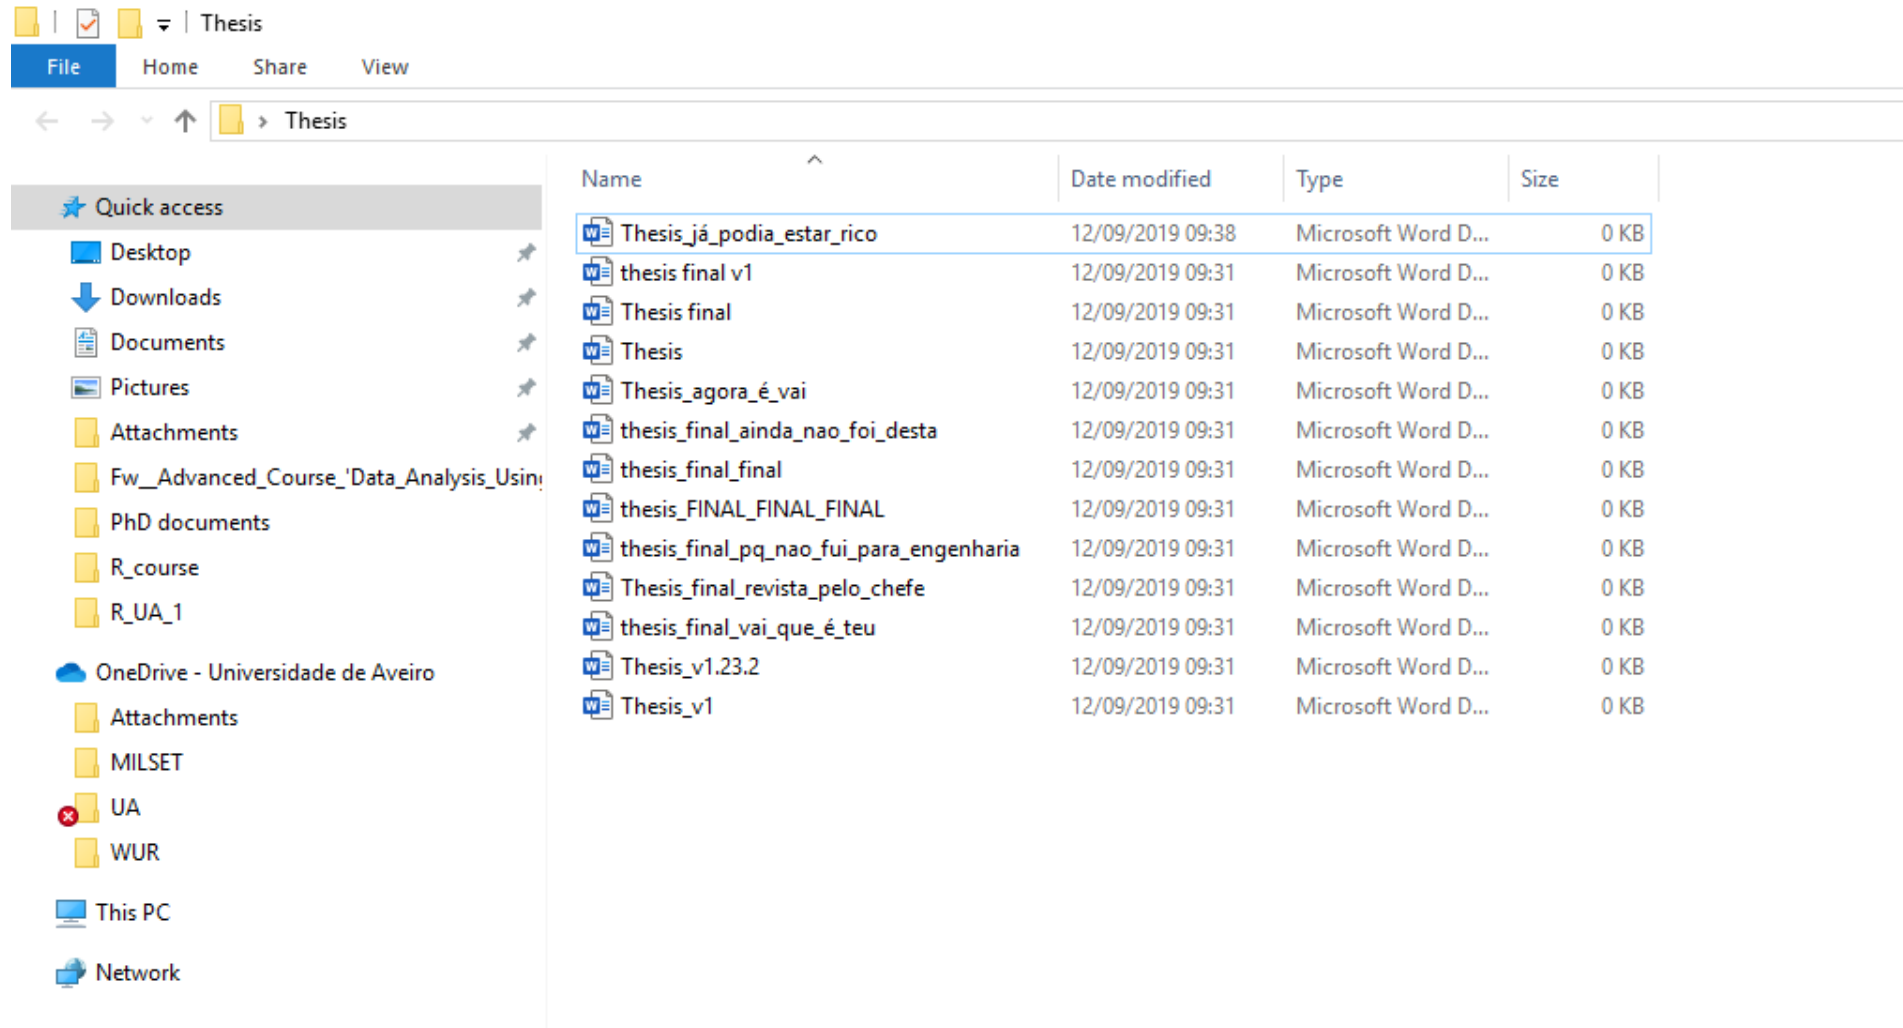 Thesis
File Home Share View
Thesis
Name Date modified Type Size
Quick access
Desktop
Downloads
Documents
Pictures
Attachments
Fw__Advanced_Course_'Data_Analysis_Usin
PhD documents
R_course
R_UA_1
OneDrive - Universidade de Aveiro
Attachments
MILSET
UA
WUR
This PC
Network
Thesis_já_podia_estar_rico 12/09/2019 09:38 Microsoft Word D... 0 KB
thesis final v1 12/09/2019 09:31 Microsoft Word D... 0 KB
Thesis final 12/09/2019 09:31 Microsoft Word D... 0 KB
Thesis 12/09/2019 09:31 Microsoft Word D... 0 KB
Thesis_agora_é_vai 12/09/2019 09:31 Microsoft Word D... 0 KB
thesis_final_ainda_nao_foi_desta 12/09/2019 09:31 Microsoft Word D... 0 KB
thesis_final_final 12/09/2019 09:31 Microsoft Word D... 0 KB
thesis_FINAL_FINAL_FINAL 12/09/2019 09:31 Microsoft Word D... 0 KB
thesis_final_pq_nao_fui_para_engenharia 12/09/2019 09:31 Microsoft Word D... 0 KB
Thesis_final_revista_pelo_chefe 12/09/2019 09:31 Microsoft Word D... 0 KB
thesis_final_vai_que_é_teu 12/09/2019 09:31 Microsoft Word D... 0 KB
Thesis_v1.23.2 12/09/2019 09:31 Microsoft Word D... 0 KB
Thesis_v1 12/09/2019 09:31 Microsoft Word D... 0 KB